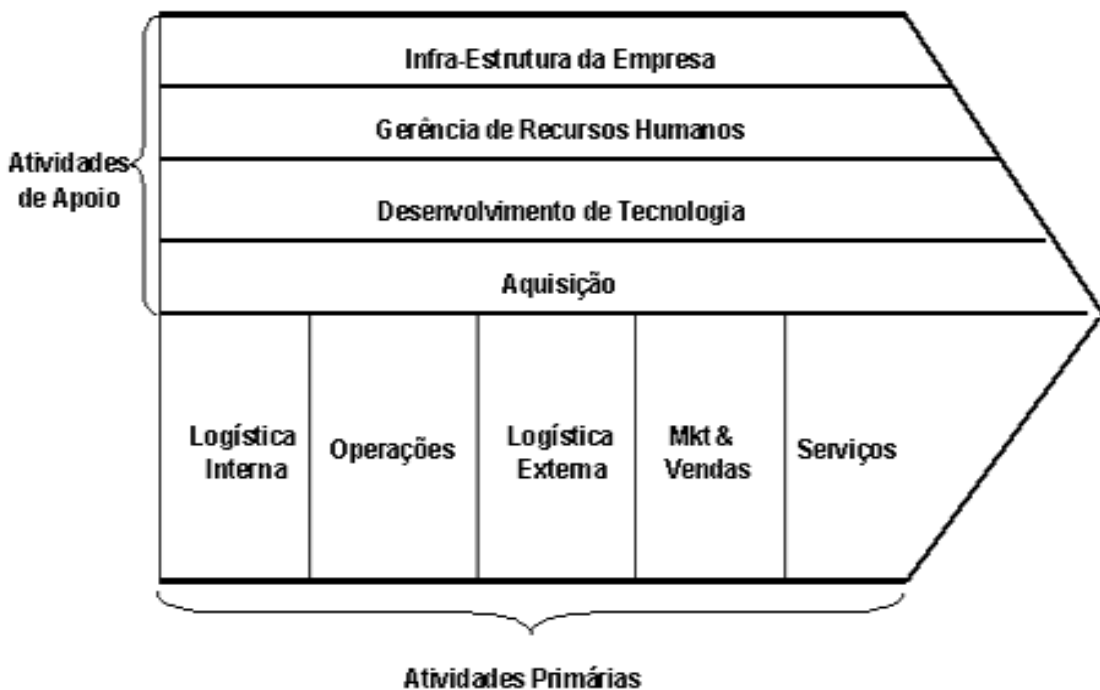 Infra-Estrutura da Empresa
Gerência de Recursos Humanos
Atividades
de Apoio
Desenvolvimento de Tecnologia
Aquisição
Logística
Interna
Operações
Logística
Externa
Mkt &
Vendas
Serviços
Atividades Primárias